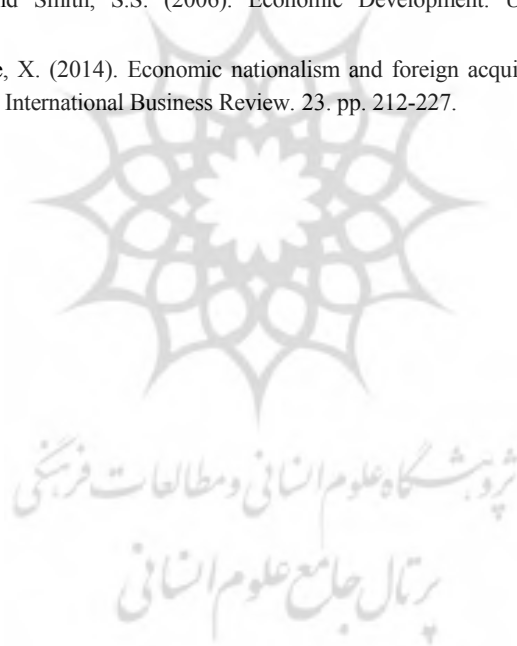 nd Smith, S.S. (2006). Economic Development. U
e, X. (2014). Economic nationalism and foreign acqui
International Business Review. 23. pp. 212-227.
پژوهشگاه علوم انسانی و مطالعات فرهنگی
پرتال جامع علوم انسانی